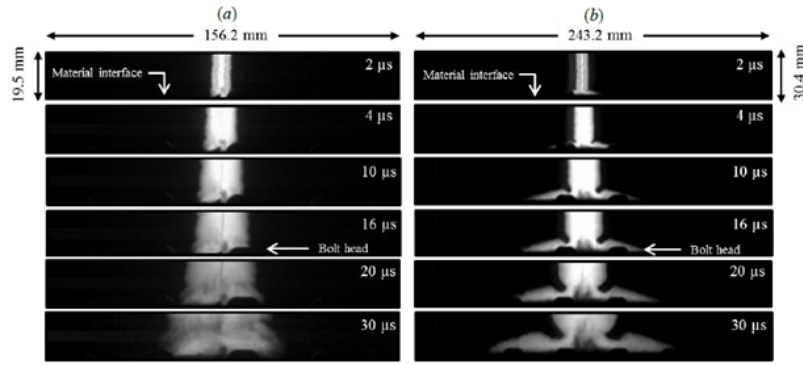 (a)
(b)
156.2 mm
243.2 mm
19.5 mm
Material interface
2 µs
4 µs
10 µs
16 µs
Bolt head
20 µs
30 µs
Material interface
2 µs
30.4 mm
4 µs
10 µs
16 µs
Bolt head
20 µs
30 µs